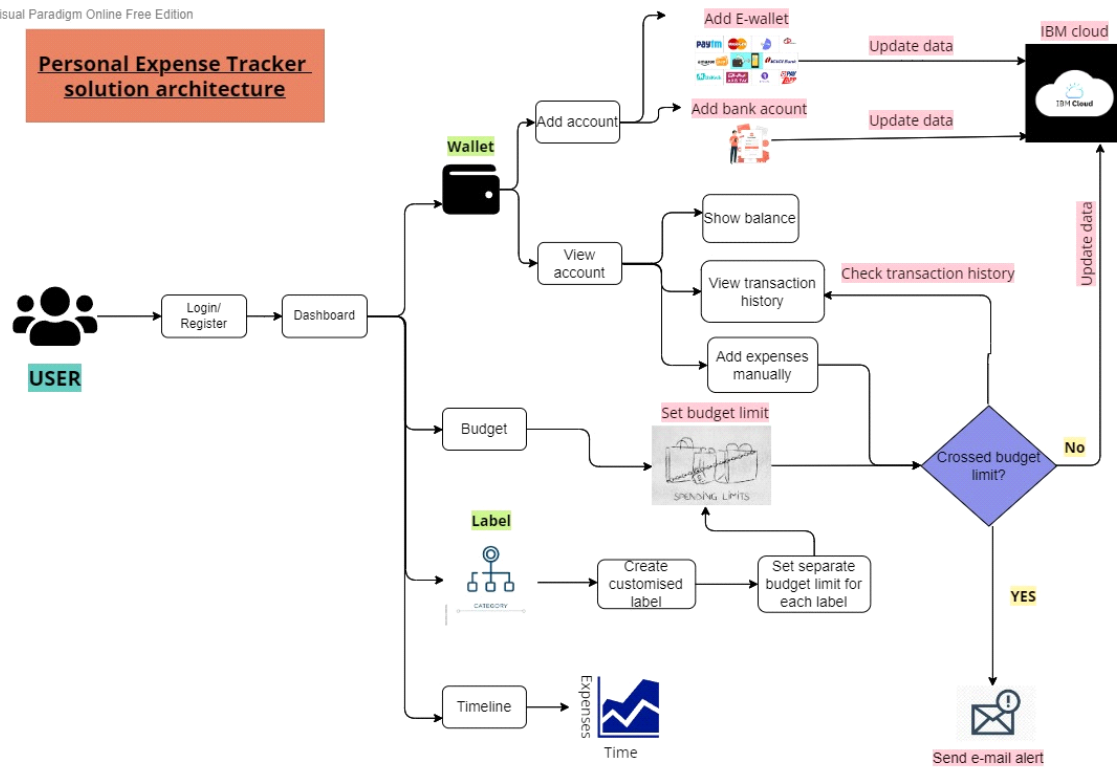 isual Paradigm Online Free Edition
Personal Expense Tracker
solution architecture
Add E-wallet
Paytm
Update data
IBM cloud
IBM Cloud
Add account
Add bank acount
Update data
Wallet
Show balance
View
account
View transaction
history
Check transaction history
Update data
Login/
Register
Dashboard
USER
Add expenses
manually
Set budget limit
Budget
SPENDING LIMITS
Crossed budget
limit?
No
Label
CATEGORY
Create
customised
label
Set separate
budget limit for
each label
YES
Timeline
Expenses
Time
Send e-mail alert